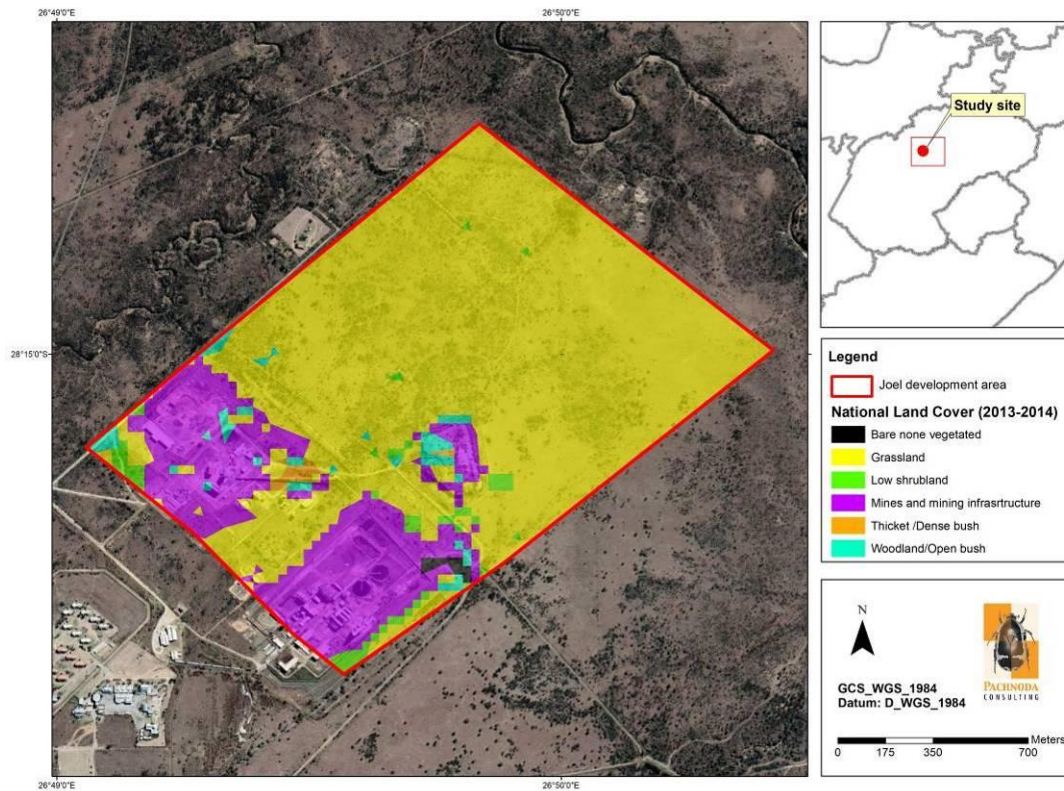 26°49'0"E
26°50'0"E
28°15'0"S
26°49'0"E
26°50'0"E
Study site
Legend
Joel development area
National Land Cover (2013-2014)
Bare none vegetated
Grassland
Low shrubland
Mines and mining infrasrtructure
Thicket /Dense bush
Woodland/Open bush
N
PACHNODA
CONSULTING
GCS_WGS_1984
Datum: D_WGS_1984
Meters
0 175 350 700